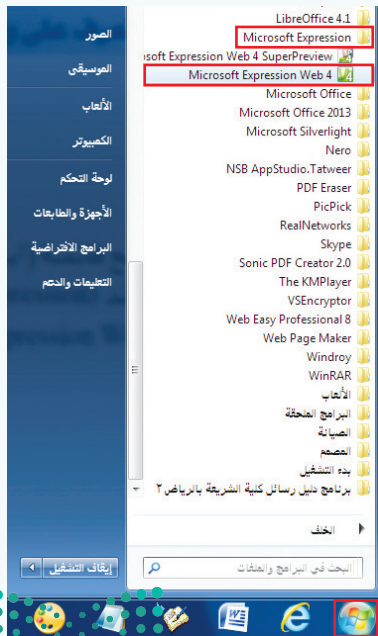 LibreOffice 4.1
Microsoft Expression
osoft Expression Web 4 SuperPreview
Microsoft Expression Web 4
Microsoft Office
Microsoft Office 2013
Microsoft Silverlight
Nero
NSB AppStudio.Tatweer
PDF Eraser
PicPick
RealNetworks
Skype
Sonic PDF Creator 2.0
The KMPlayer
VSEncryptor
Web Easy Professional 8
Web Page Maker
Windroy
WinRAR
الألعاب
البرامج الملحقة
الصيانة
المصمم
بدء التشغيل
برنامج دليل رسائل كلية الشريعة بالرياض ٢
الخلف
البحث في البرامج والملفات
الصور
الموسيقى
الألعاب
الكمبيوتر
لوحة التحكم
الأجهزة والطابعات
البرامج الافتراضية
التعليمات والدعم
إيقاف التشغيل